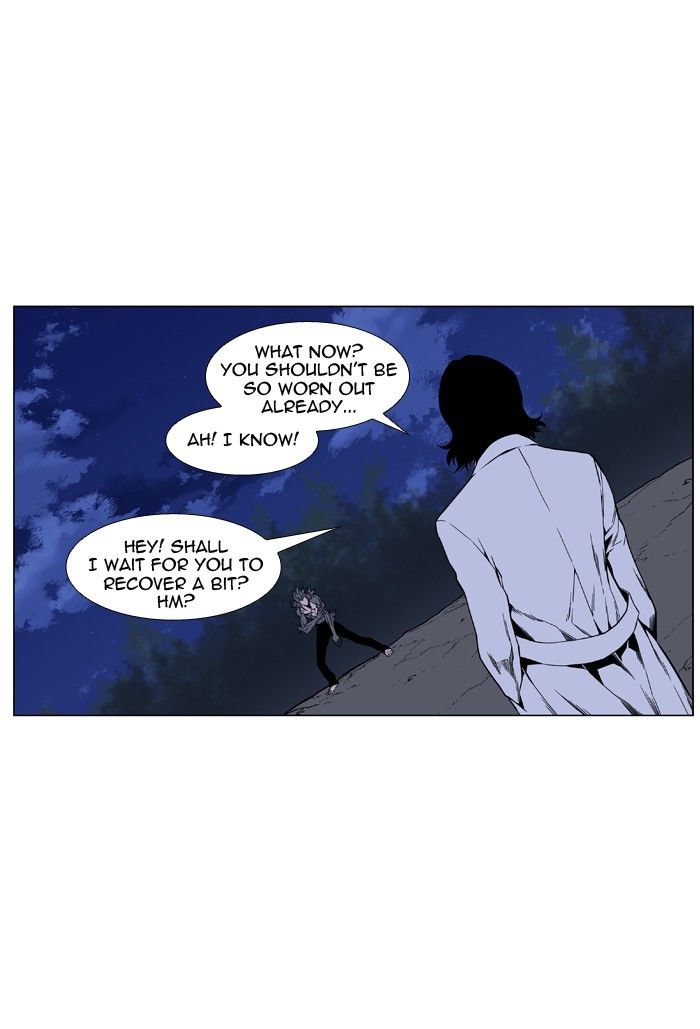 WHAT NOW?
YOU SHOULDN'T BE
SO WORN OUT
ALREADY...
AH! I KNOW!
HEY! SHALL
I WAIT FOR YOU TO
RECOVER A BIT?
HM?